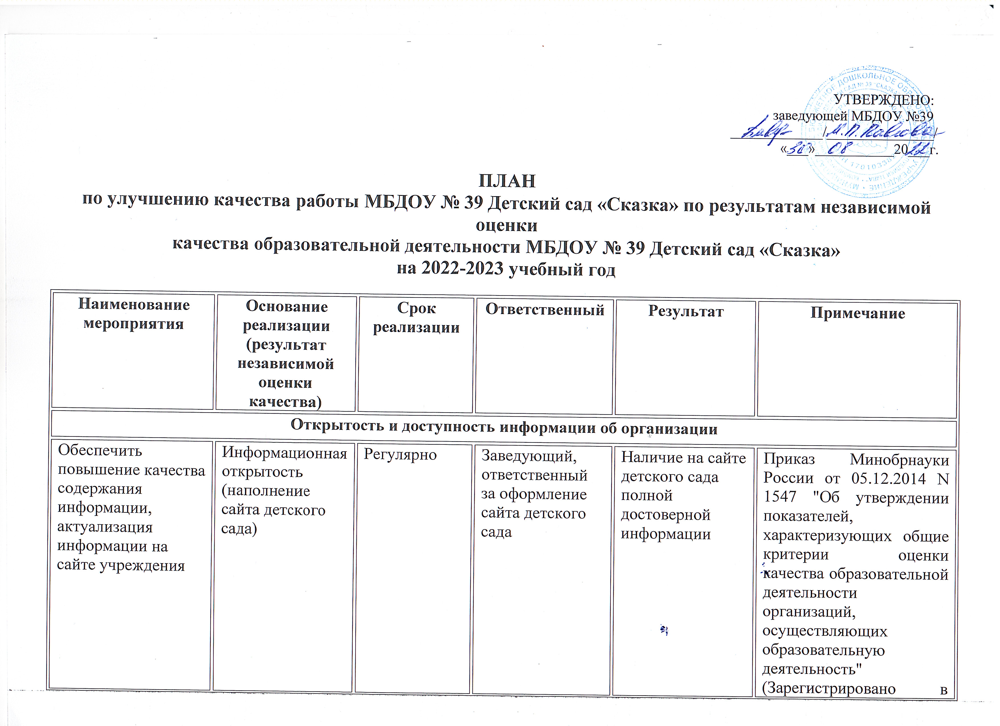 УТВЕРЖДЕНО:
заведующей МБДОУ №39
/ М.П. Павлова /
«30» 08 2022 г.
ПЛАН
по улучшению качества работы МБДОУ № 39 Детский сад «Сказка» по результатам независимой
оценки
качества образовательной деятельности МБДОУ № 39 Детский сад «Сказка»
на 2022-2023 учебный год
Наименование
мероприятия
Основание
реализации
(результат
независимой
оценки
качества)
Срок
реализации
Ответственный
Результат
Примечание
Открытость и доступность информации об организации
Обеспечить
повышение качества
содержания
информации,
актуализация
информации на
сайте учреждения
Информационная
открытость
(наполнение
сайта детского
сада)
Регулярно
Заведующий,
ответственный
за оформление
сайта детского
сада
Наличие на сайте
детского сада
полной
достоверной
информации
Приказ Минобрнауки
России от 05.12.2014 N
1547 "Об утверждении
показателей,
характеризующих общие
критерии оценки
качества образовательной
деятельности
организаций,
осуществляющих
образовательную
деятельность"
(Зарегистрировано в